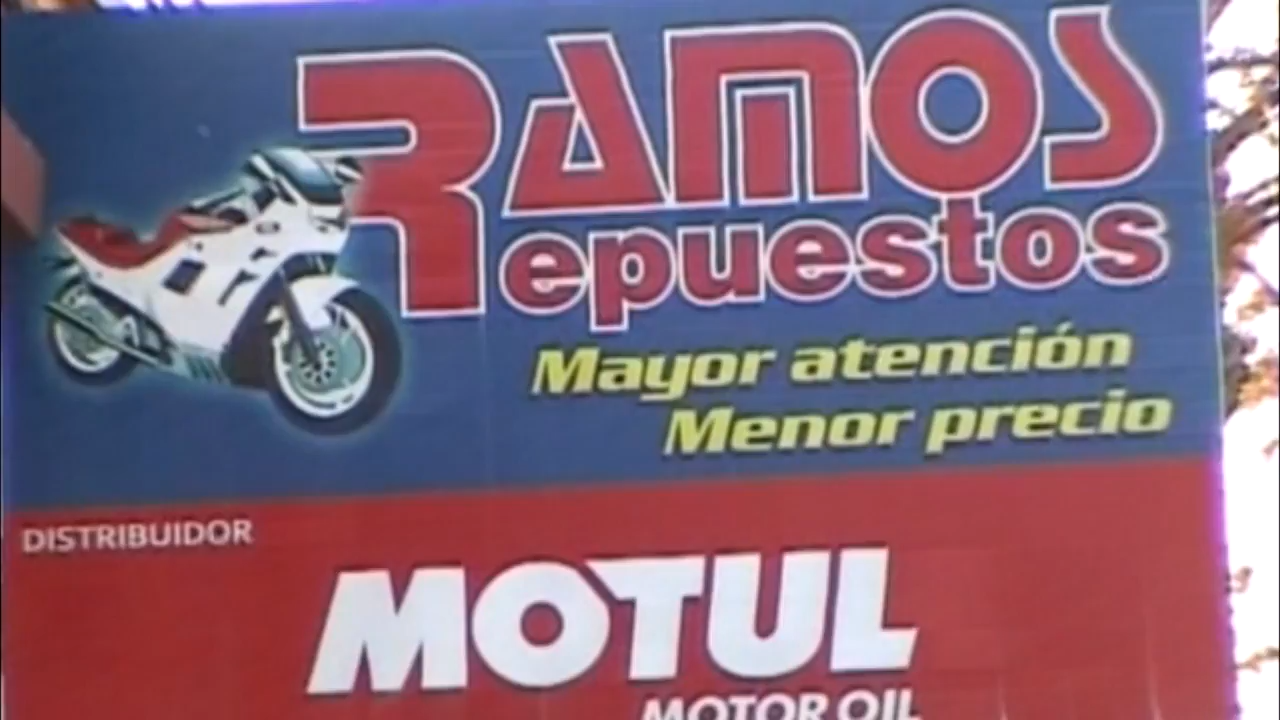 RAMOS
Repuestos
Mayor atención
Menor precio
DISTRIBUIDOR
MOTUL
MOTOR OIL